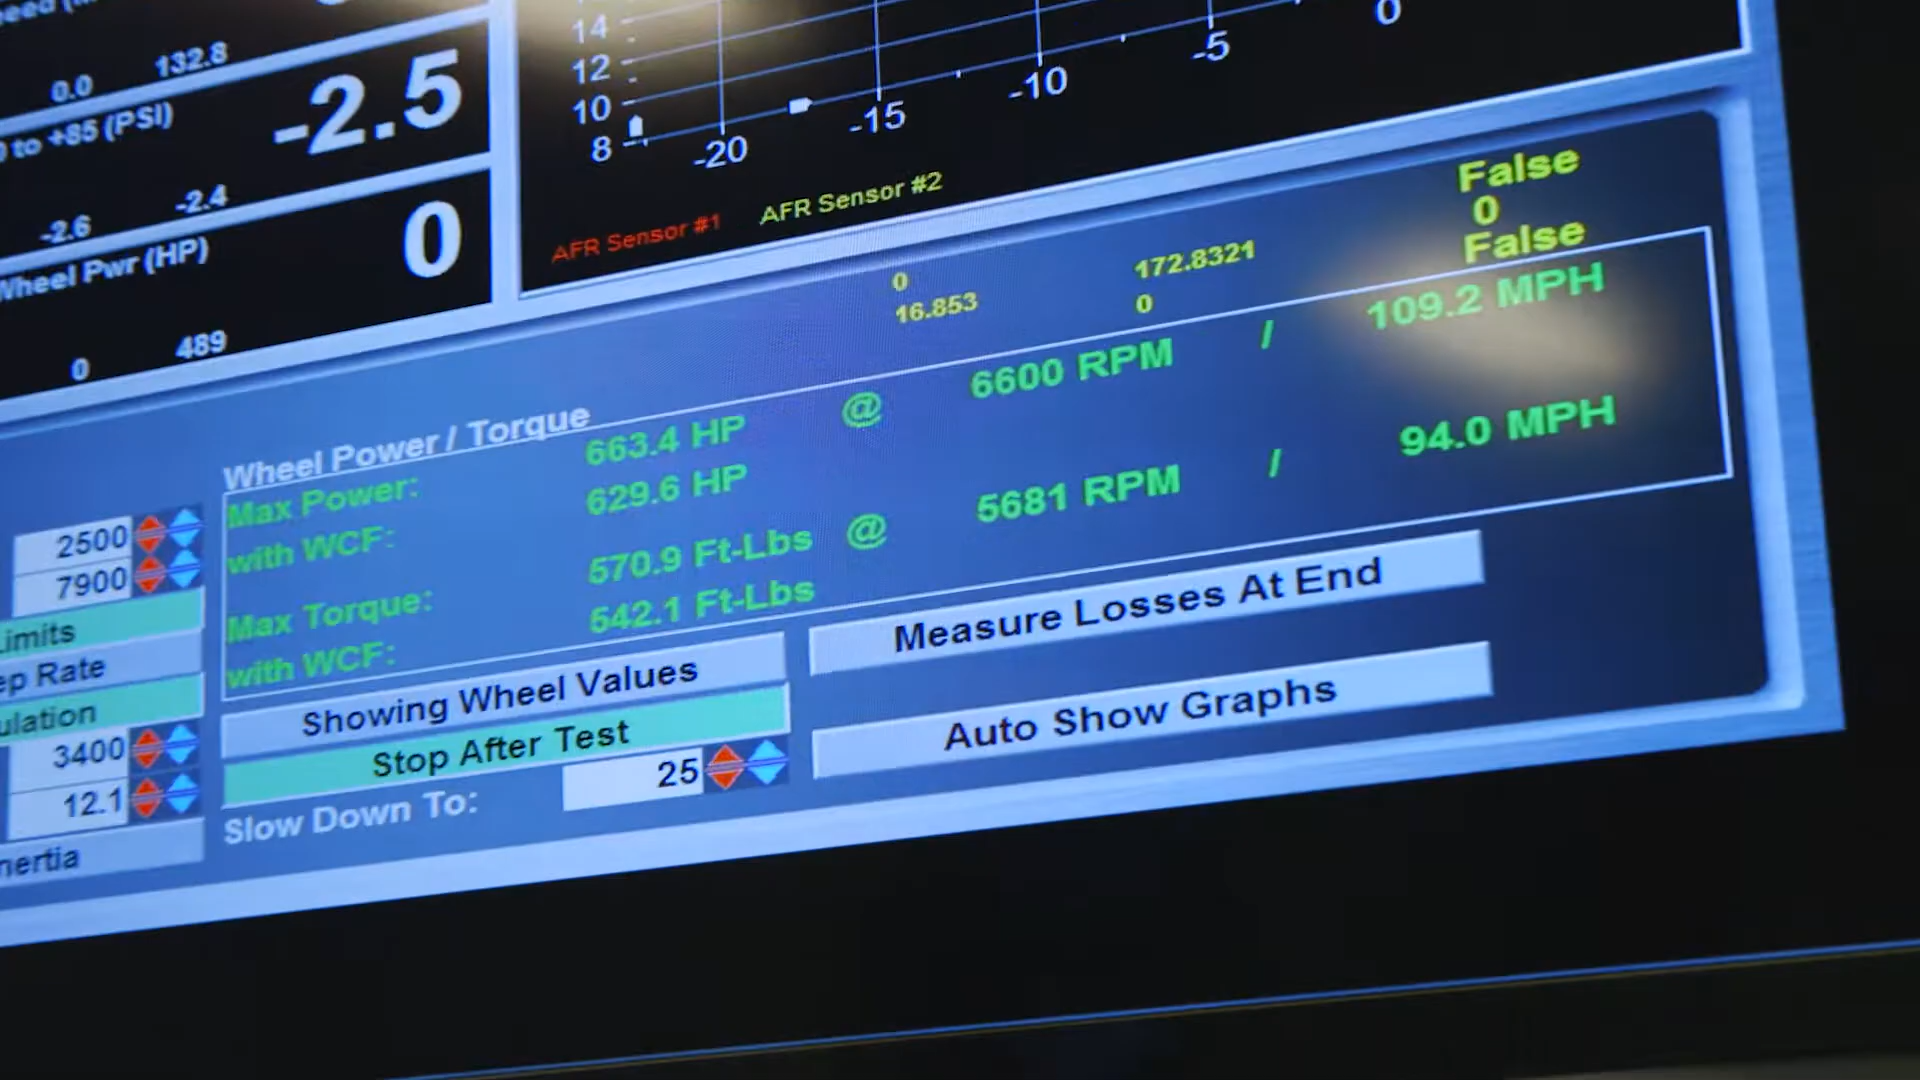 0.0 132.8
to +85 (PSI) -2.5
-2.6 -2.4
Wheel Pwr (HP) 0
0 489
14
12
10
8
-20 -15 -10 -5 0
AFR Sensor #1 AFR Sensor #2
False
0
False
0 172.8321
16.853 0
Wheel Power / Torque
Max Power: 663.4 HP @ 6600 RPM / 109.2 MPH
with WCF: 629.6 HP
Max Torque: 570.9 Ft-Lbs @ 5681 RPM / 94.0 MPH
with WCF: 542.1 Ft-Lbs
2500
7900
Limits
Rate
3400
12.1
Showing Wheel Values Measure Losses At End
Stop After Test Auto Show Graphs
Slow Down To: 25